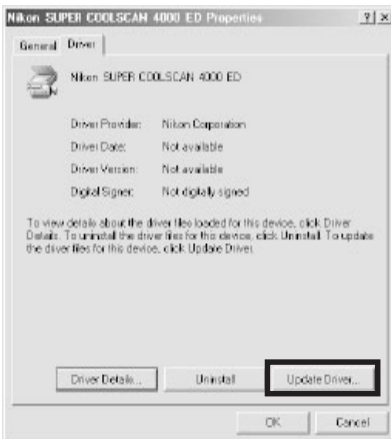 Nikon SUPER COOLSCAN 4000 ED Properties
General Driver
Nikon SUPER COOLSCAN 4000 ED
Driver Provider: Nikon Corporation
Driver Date: Not available
Driver Version: Not available
Digital Signer: Not digitally signed
To view details about the driver files loaded for this device, click Driver
Details. To uninstall the driver files for this device, click Uninstall. To update
the driver files for this device, click Update Driver.
Driver Details... Uninstall Update Driver...
OK Cancel